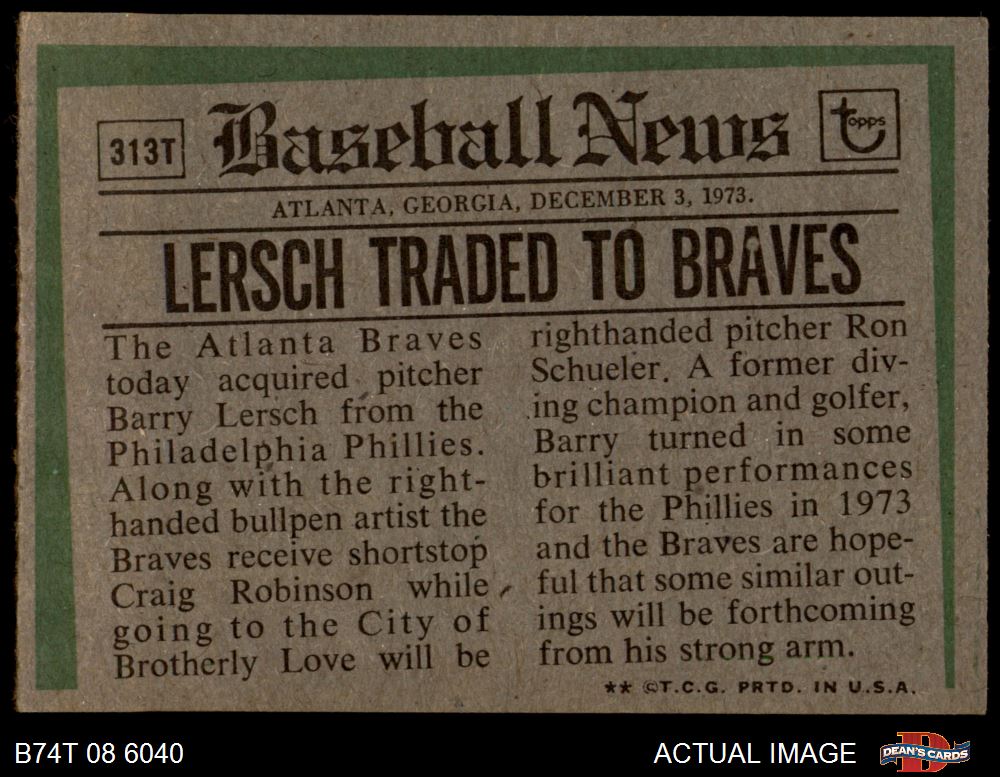 313T
Baseball News
topps
ATLANTA, GEORGIA, DECEMBER 3, 1973.
LERSCH TRADED TO BRAVES
The Atlanta Braves
today acquired pitcher
Barry Lersch from the
Philadelphia Phillies.
Along with the right-
handed bullpen artist the
Braves receive shortstop
Craig Robinson while
going to the City of
Brotherly Love will be
righthanded pitcher Ron
Schueler. A former div-
ing champion and golfer,
Barry turned in some
brilliant performances
for the Phillies in 1973
and the Braves are hope-
ful that some similar out-
ings will be forthcoming
from his strong arm.
** ©T.C.G. PRTD. IN U.S.A.
B74T 08 6040
ACTUAL IMAGE
D
DEAN'S CARDS